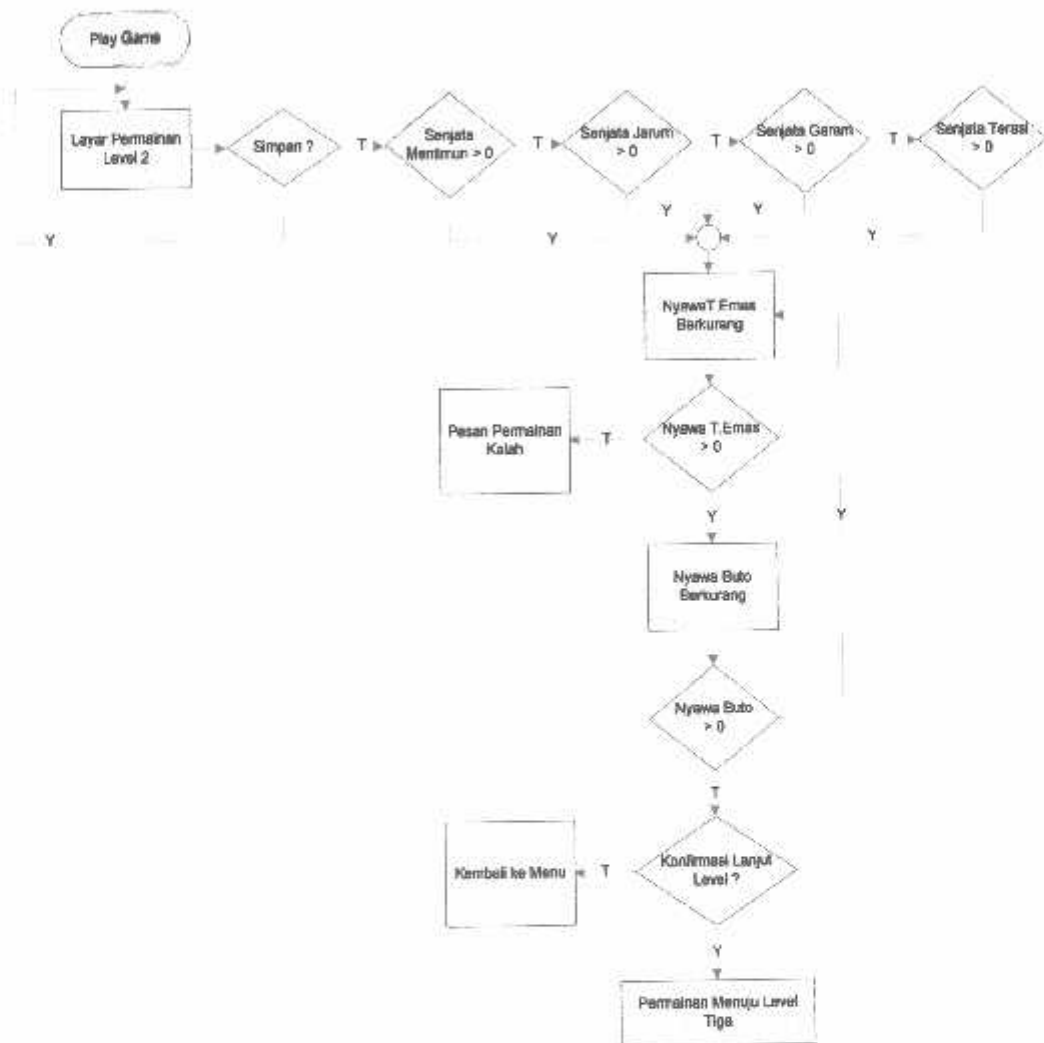 Play Game
Layar Permainan
Level 2
Simpan ?
T
Senjata
Mentimun > 0
T
Senjata Jarum
> 0
T
Senjata Garam
> 0
T
Senjata Terasi
> 0
Y
Y
Y
Y
Y
NyawaT.Emas
Berkurang
Nyawa T.Emas
> 0
T
Pesan Permainan
Kalah
Y
Y
Nyawa Buto
Berkurang
Nyawa Buto
> 0
T
Konfirmasi Lanjut
Level ?
T
Kembali ke Menu
Y
Permainan Menuju Level
Tiga